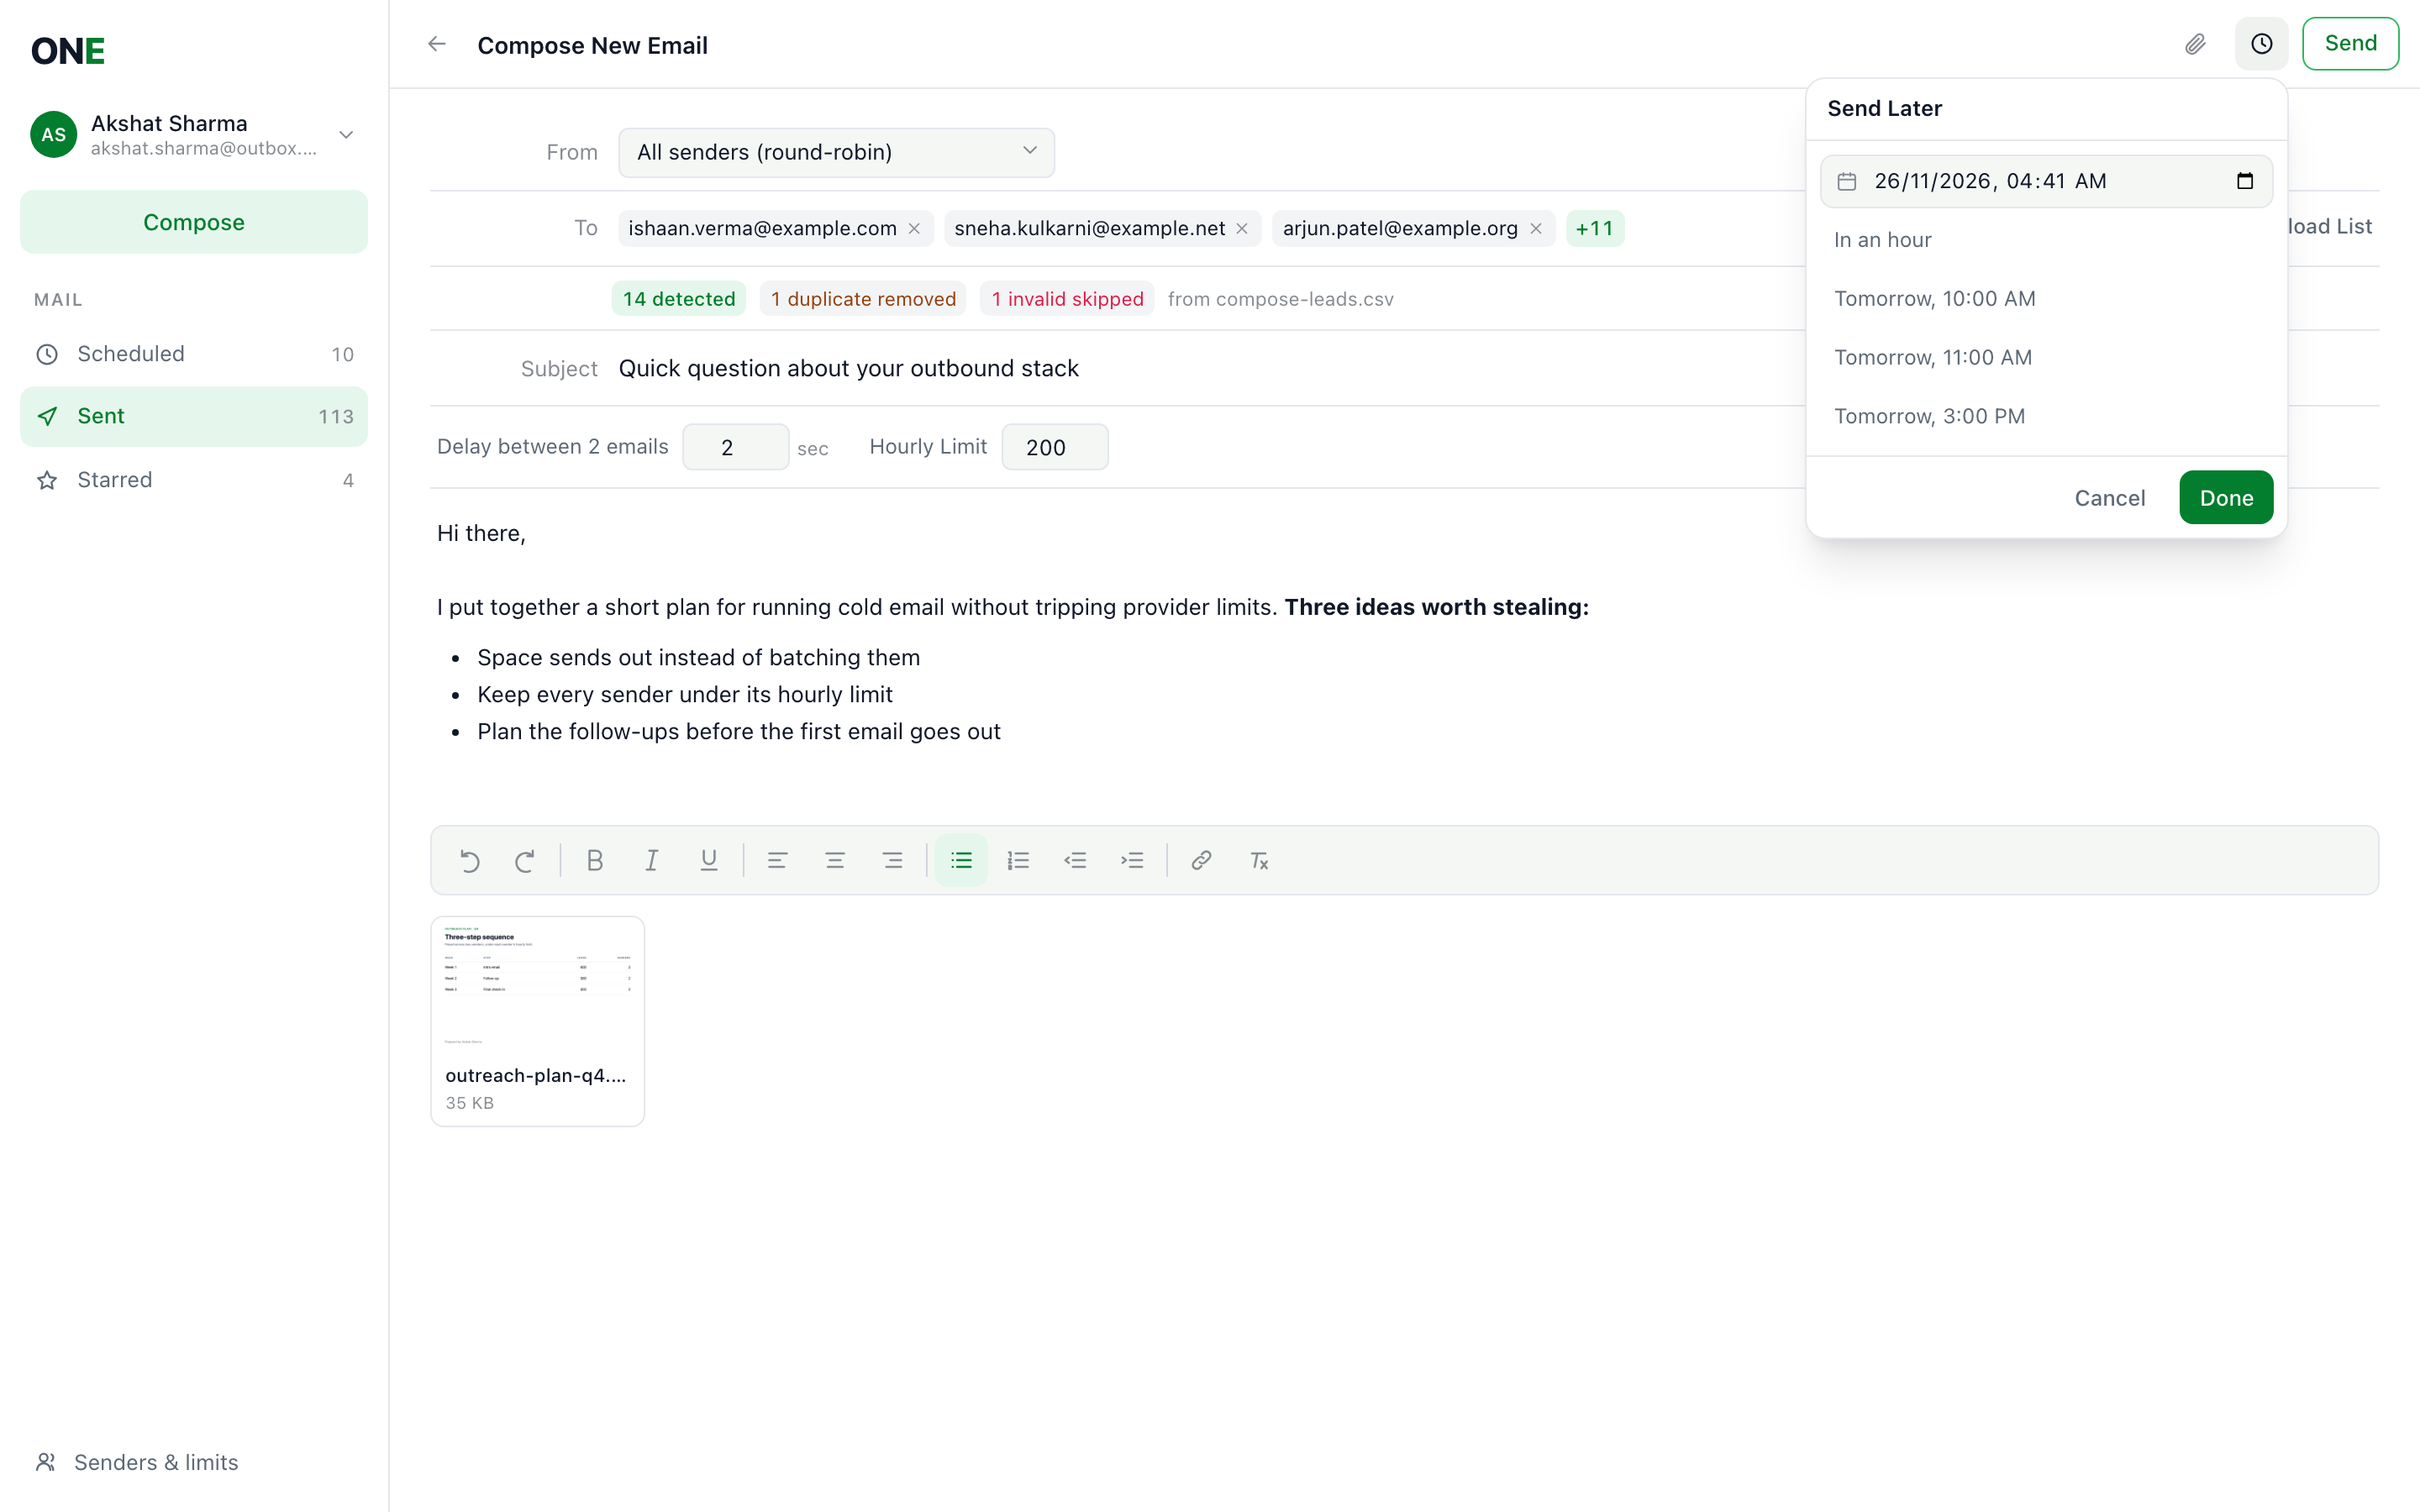 ONE
Compose New Email
Send
AS
Akshat Sharma
akshat.sharma@outbox....
Compose
MAIL
Scheduled 10
Sent 113
Starred 4
Senders & limits
From All senders (round-robin)
To ishaan.verma@example.com sneha.kulkarni@example.net arjun.patel@example.org +11
load List
14 detected 1 duplicate removed 1 invalid skipped from compose-leads.csv
Subject Quick question about your outbound stack
Delay between 2 emails 2 sec Hourly Limit 200
Send Later
26/11/2026, 04:41 AM
In an hour
Tomorrow, 10:00 AM
Tomorrow, 11:00 AM
Tomorrow, 3:00 PM
Cancel Done
Hi there,
I put together a short plan for running cold email without tripping provider limits. Three ideas worth stealing:
• Space sends out instead of batching them
• Keep every sender under its hourly limit
• Plan the follow-ups before the first email goes out
Three-step sequence
outreach-plan-q4....
35 KB